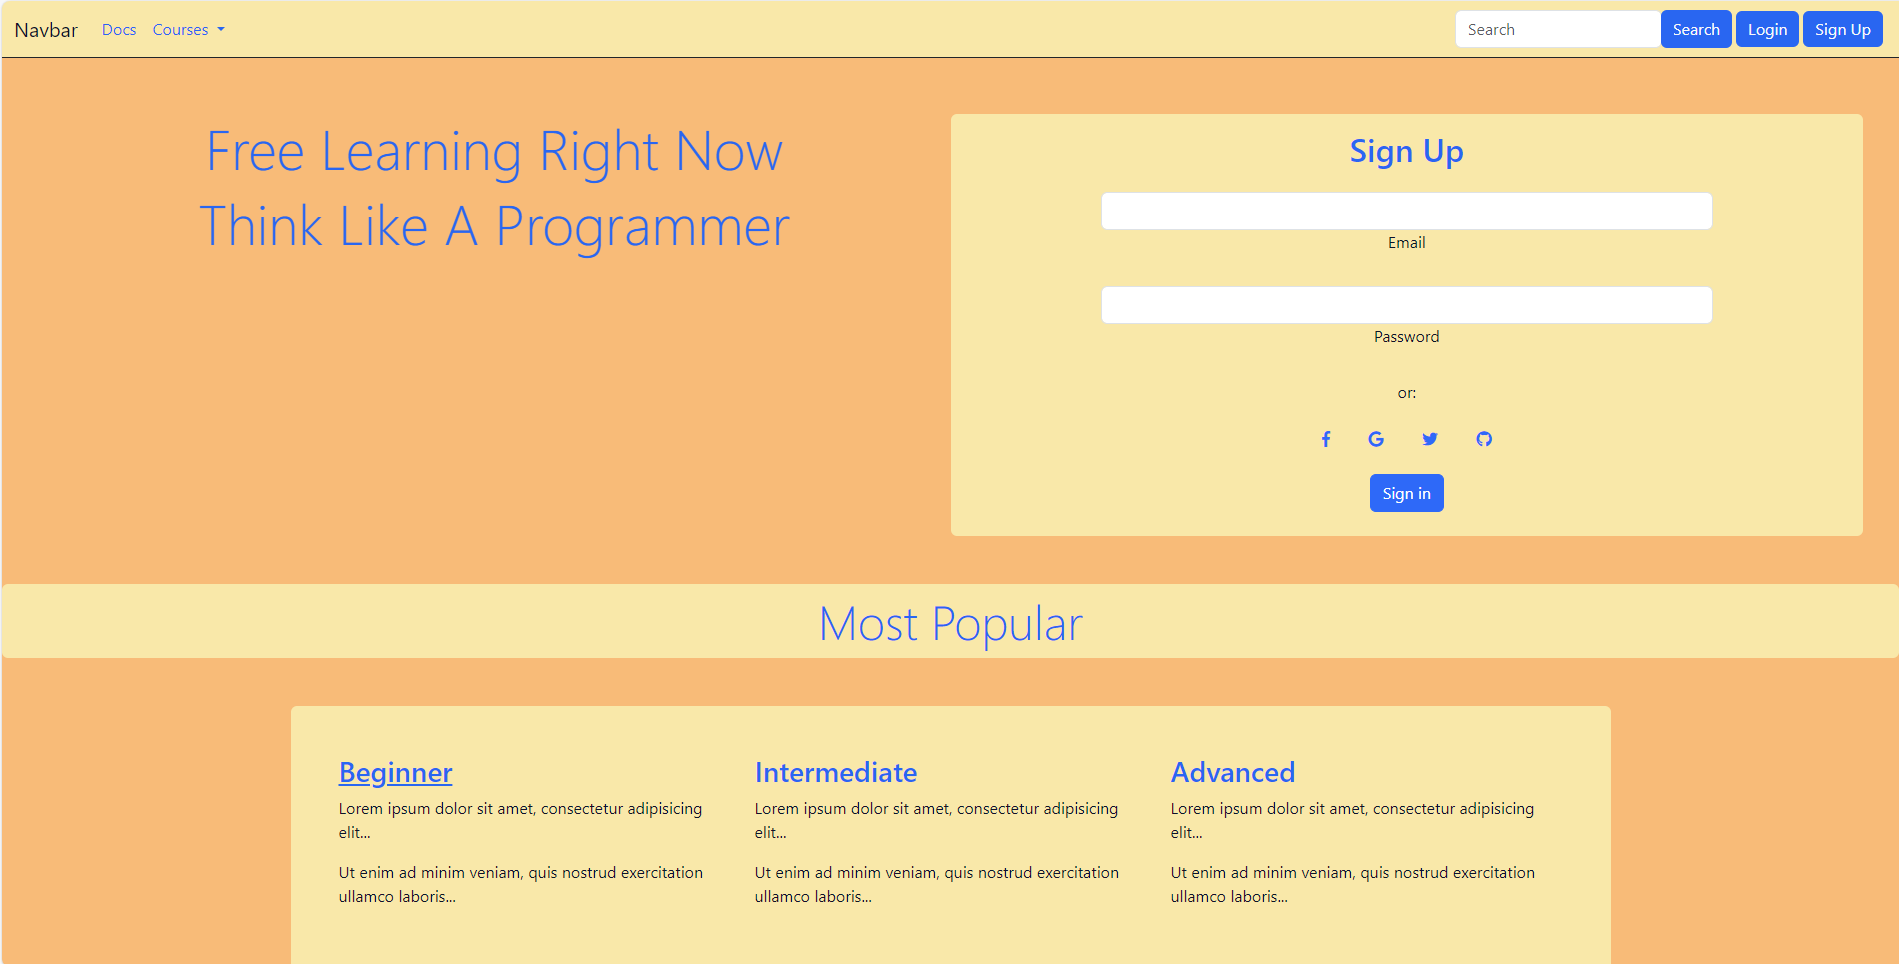 Navbar Docs Courses Search Search Login Sign Up
Free Learning Right Now
Think Like A Programmer
Sign Up
Email
Password
or:
Sign in
Most Popular
Beginner
Lorem ipsum dolor sit amet, consectetur adipisicing
elit...
Ut enim ad minim veniam, quis nostrud exercitation
ullamco laboris...
Intermediate
Lorem ipsum dolor sit amet, consectetur adipisicing
elit...
Ut enim ad minim veniam, quis nostrud exercitation
ullamco laboris...
Advanced
Lorem ipsum dolor sit amet, consectetur adipisicing
elit...
Ut enim ad minim veniam, quis nostrud exercitation
ullamco laboris...